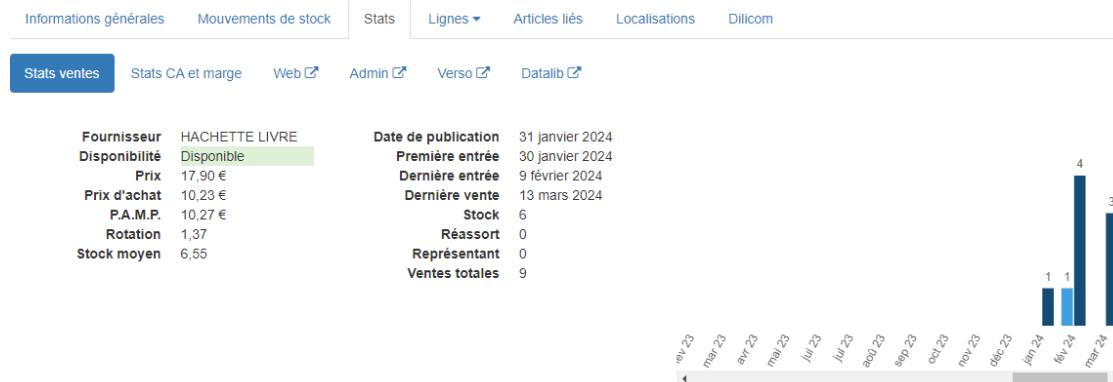 Informations générales Mouvements de stock Stats Lignes Articles liés Localisations Dilicom
Stats ventes Stats CA et marge Web Admin Verso Datalib
Fournisseur HACHETTE LIVRE
Disponibilité Disponible
Prix 17,90 €
Prix d'achat 10,23 €
P.A.M.P. 10,27 €
Rotation 1,37
Stock moyen 6,55
Date de publication 31 janvier 2024
Première entrée 30 janvier 2024
Dernière entrée 9 février 2024
Dernière vente 13 mars 2024
Stock 6
Réassort 0
Représentant 0
Ventes totales 9
4
3
1 1
mar 23 avr 23 mai 23 jui 23 jul 23 aoû 23 sep 23 oct 23 nov 23 déc 23 jan 24 fév 24 mar 24